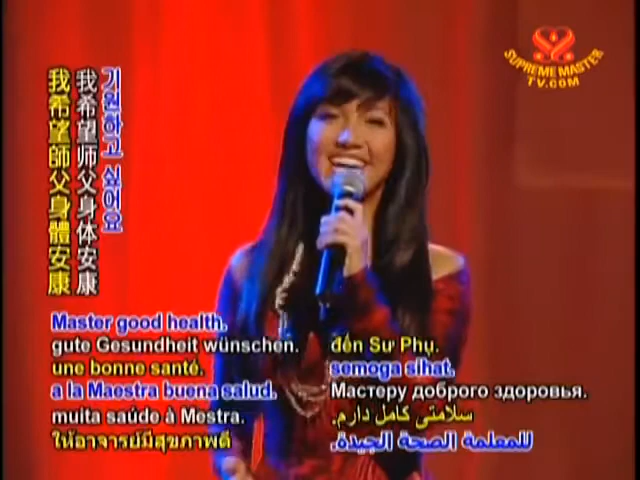 SUPREME MASTER
TV.COM
기원하고 싶어요
我希望师父身体安康
我希望師父身體安康
Master good health.
gute Gesundheit wünschen.
une bonne santé.
a la Maestra buena salud.
muita saúde à Mestra.
ให้อาจารย์มีสุขภาพดี
đến Sư Phụ.
semoga sihat.
Мастеру доброго здоровья.
سلامتی کامل دارم.
للمعلمة الصحة الجيدة.